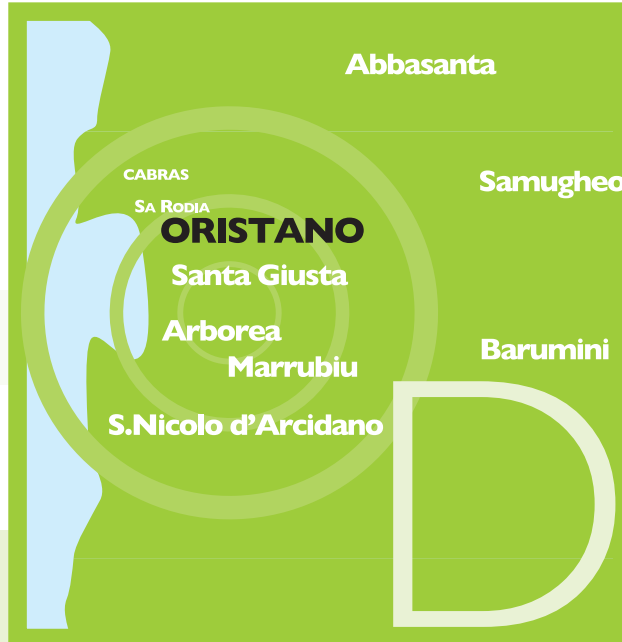 Abbasanta
CABRAS
Samugheo
SA RODIA
ORISTANO
Santa Giusta
Arborea
Barumini
Marrubiu
S.Nicolo d'Arcidano
D